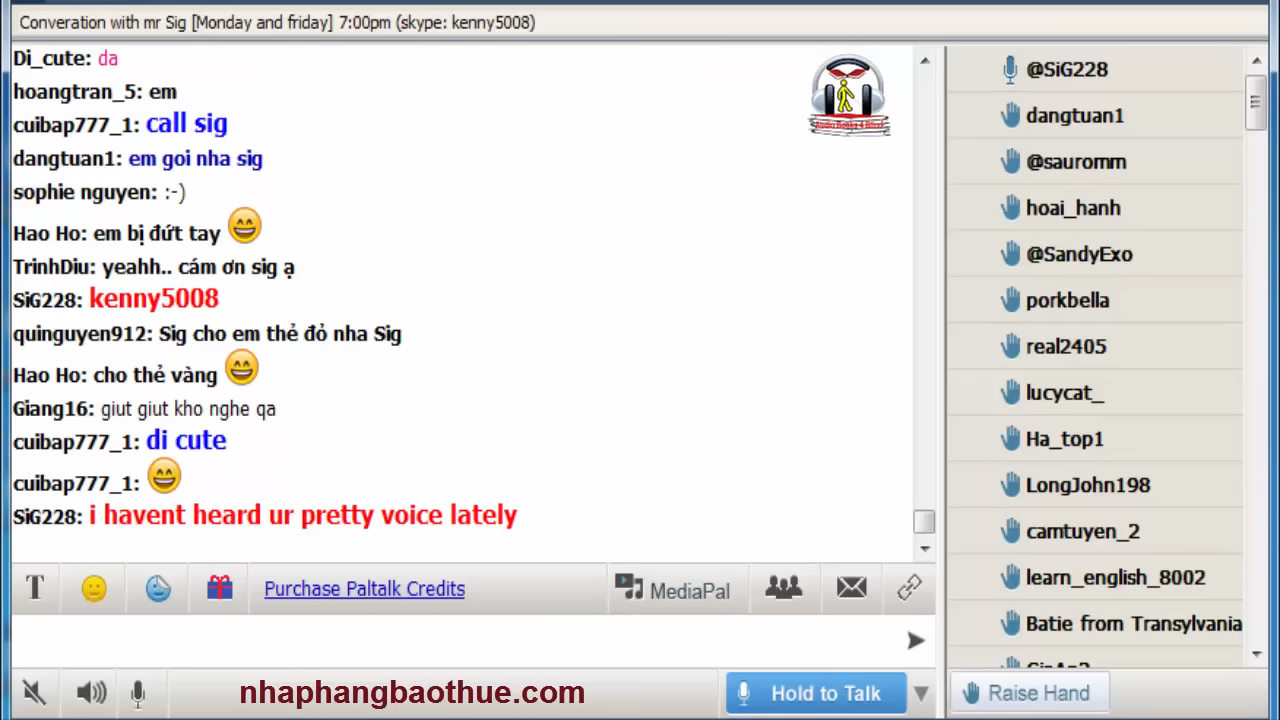 Converation with mr Sig [Monday and friday] 7:00pm (skype: kenny5008)
Di_cute: da
hoangtran_5: em
cuibap777_1: call sig
dangtuan1: em goi nha sig
sophie nguyen: :-)
Hao Ho: em bị đứt tay
TrinhDiu: yeahh.. cám ơn sig ạ
SiG228: kenny5008
quinguyen912: Sig cho em thẻ đỏ nha Sig
Hao Ho: cho thẻ vàng
Giang16: giut giut kho nghe qa
cuibap777_1: di cute
cuibap777_1:
SiG228: i havent heard ur pretty voice lately
T
Purchase Paltalk Credits
MediaPal
nhaphangbaothue.com
Hold to Talk
@SiG228
dangtuan1
@sauromm
hoai_hanh
@SandyExo
porkbella
real2405
lucycat_
Ha_top1
LongJohn198
camtuyen_2
learn_english_8002
Batie from Transylvania
Raise Hand